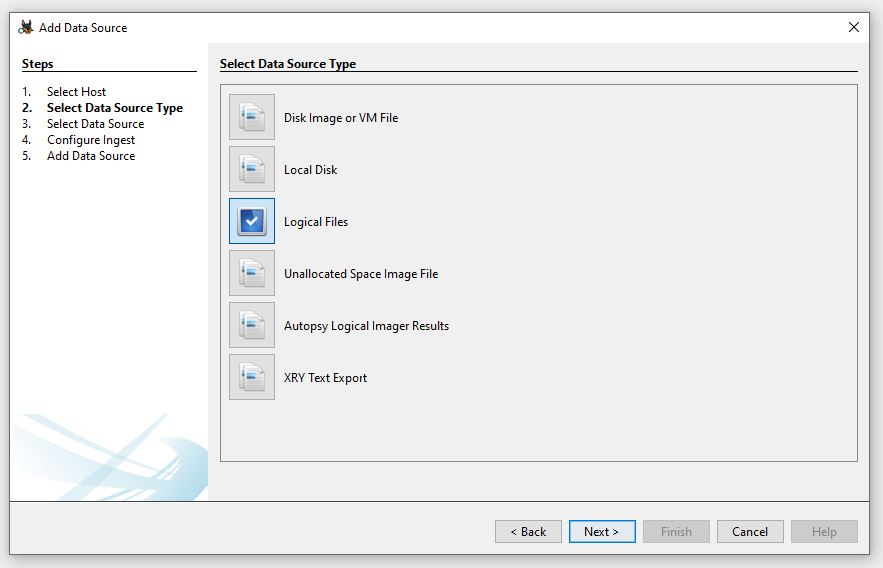 Add Data Source
Steps
1. Select Host
2. Select Data Source Type
3. Select Data Source
4. Configure Ingest
5. Add Data Source
Select Data Source Type
Disk Image or VM File
Local Disk
Logical Files
Unallocated Space Image File
Autopsy Logical Imager Results
XRY Text Export
< Back Next > Finish Cancel Help